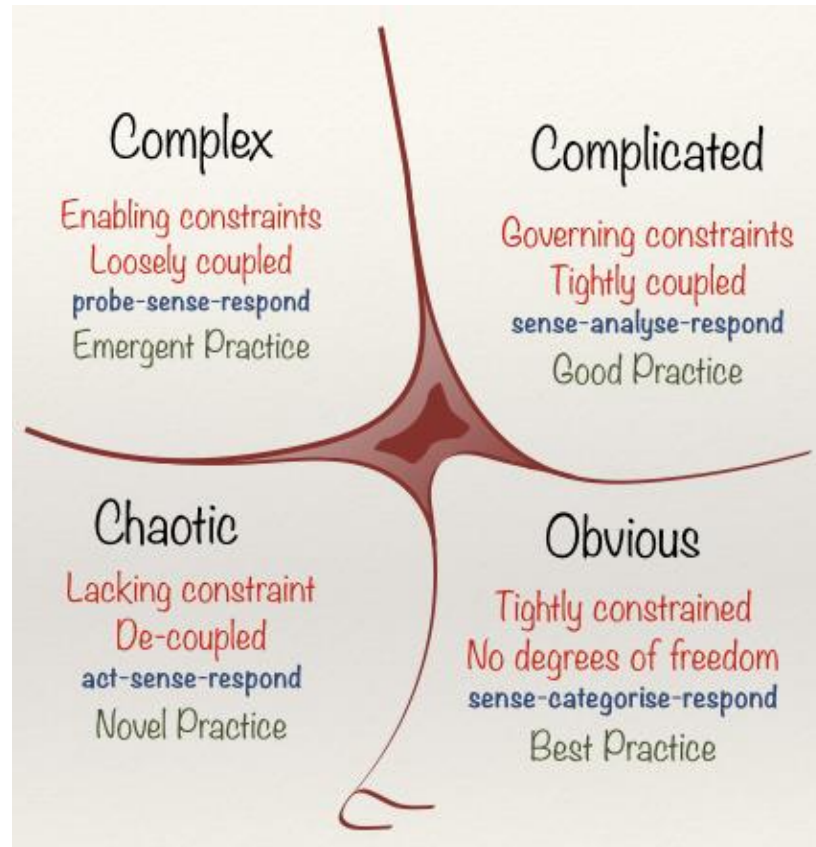 Complex
Enabling constraints
Loosely coupled
probe-sense-respond
Emergent Practice
Complicated
Governing constraints
Tightly coupled
sense-analyse-respond
Good Practice
Chaotic
Lacking constraint
De-coupled
act-sense-respond
Novel Practice
Obvious
Tightly constrained
No degrees of freedom
sense-categorise-respond
Best Practice